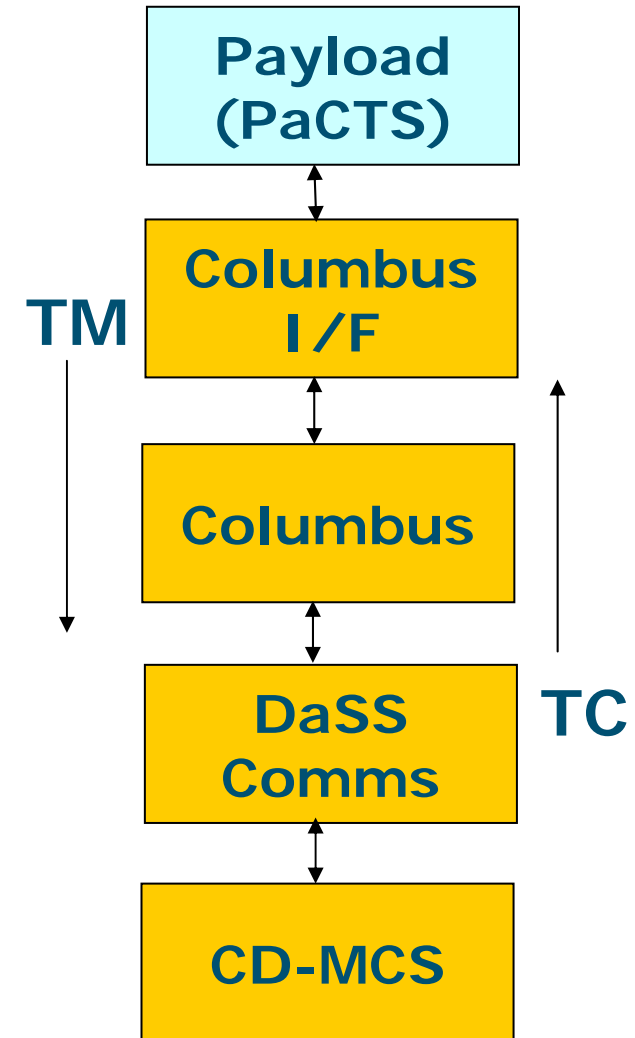 Payload
(PaCTS)
Columbus
I/F
TM
Columbus
DaSS
Comms
TC
CD-MCS